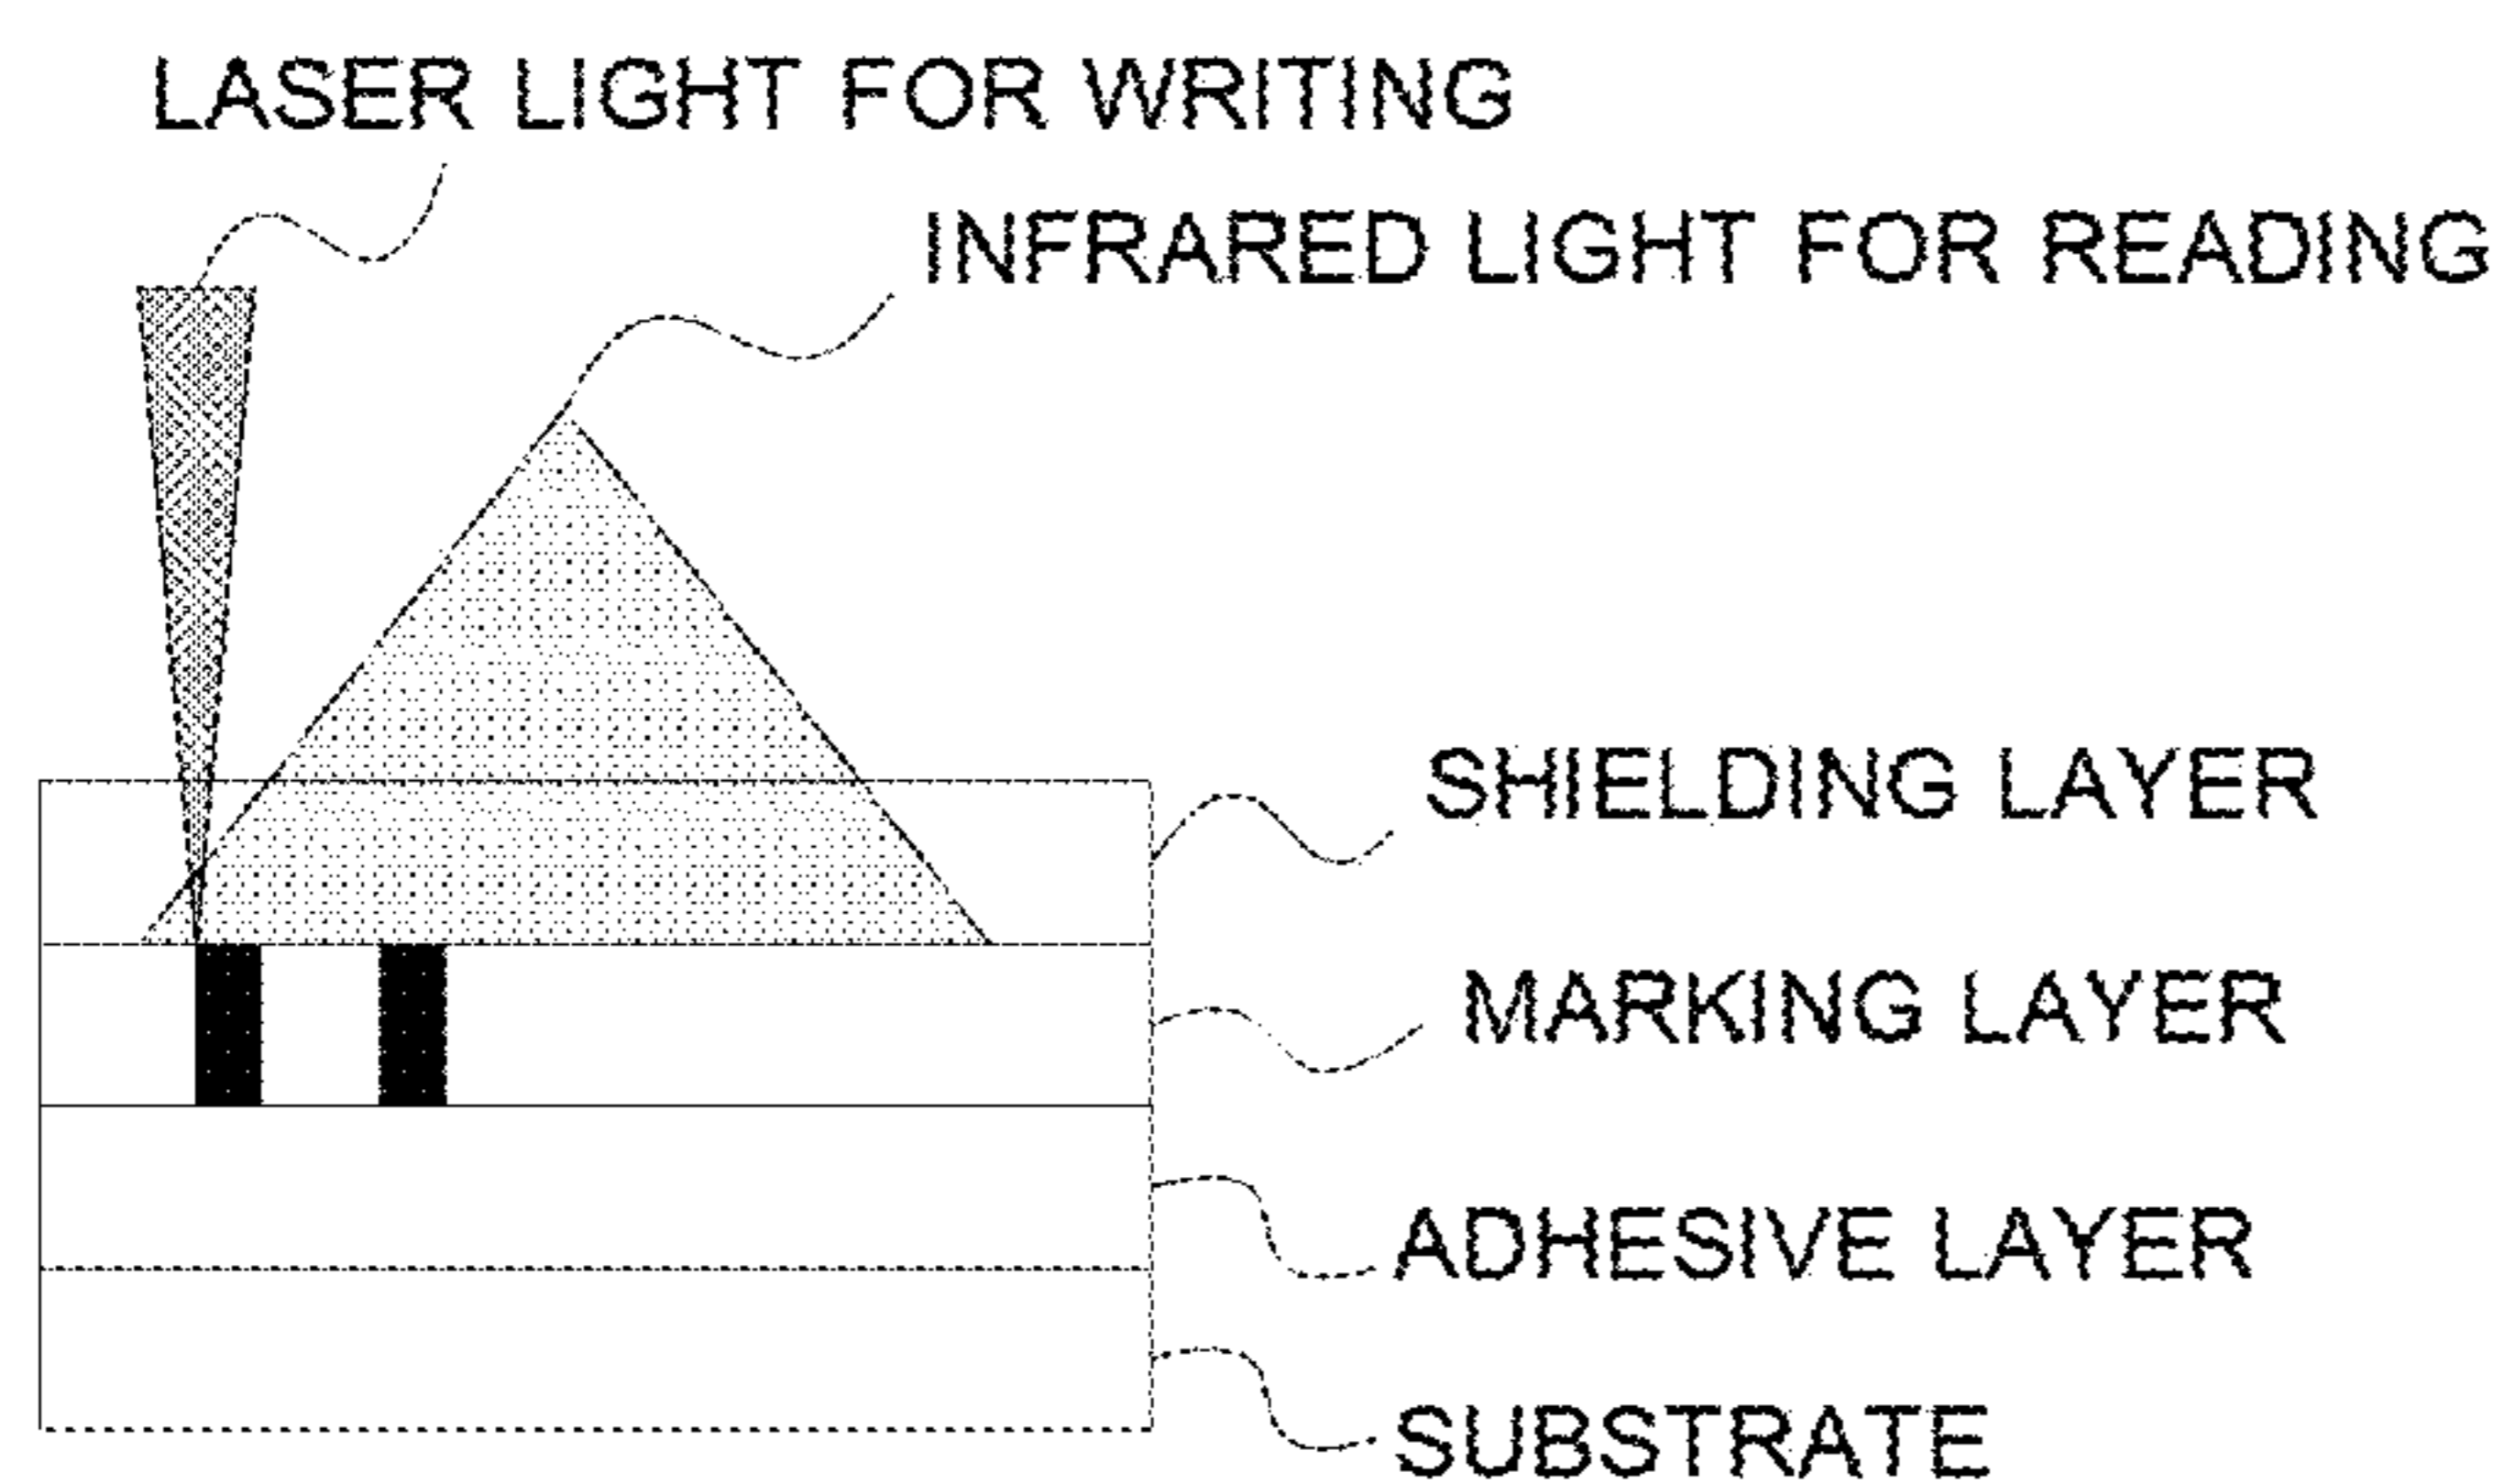 LASER LIGHT FOR WRITING
INFRARED LIGHT FOR READING
SHIELDING LAYER
MARKING LAYER
ADHESIVE LAYER
SUBSTRATE